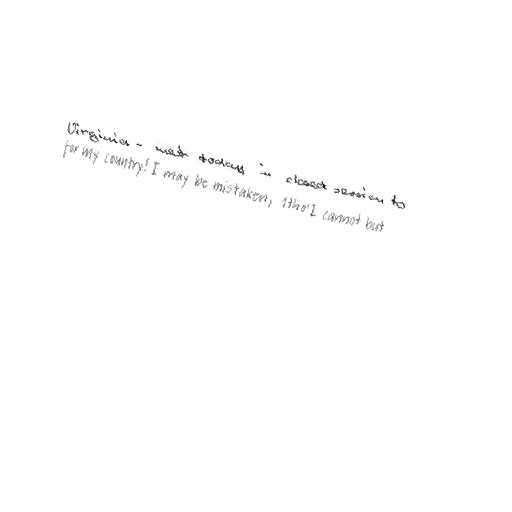 Virginia - met today in closed session to
for my country! I may be mistaken, 'tho' I cannot but